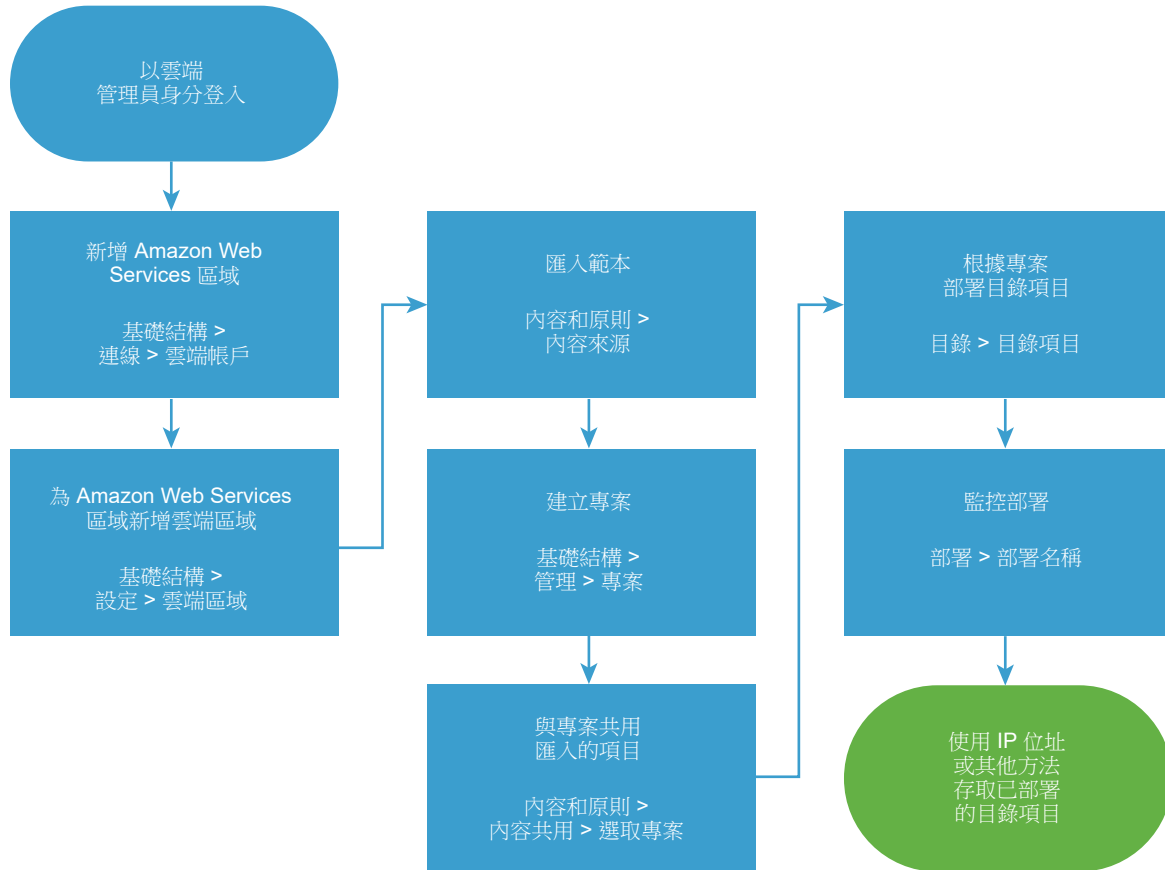 以雲端
管理員身分登入
新增 Amazon Web
Services 區域
基礎結構 >
連線 > 雲端帳戶
為 Amazon Web Services
區域新增雲端區域
基礎結構 >
設定 > 雲端區域
匯入範本
內容和原則 >
內容來源
建立專案
基礎結構 >
管理 > 專案
與專案共用
匯入的項目
內容和原則 >
內容共用 > 選取專案
根據專案
部署目錄項目
目錄 > 目錄項目
監控部署
部署 > 部署名稱
使用 IP 位址
或其他方法
存取已部署
的目錄項目